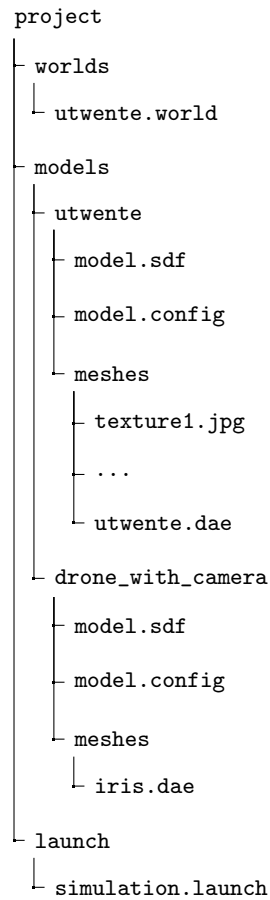 project
worlds
utwente.world
models
utwente
model.sdf
model.config
meshes
texture1.jpg
...
utwente.dae
drone_with_camera
model.sdf
model.config
meshes
iris.dae
launch
simulation.launch